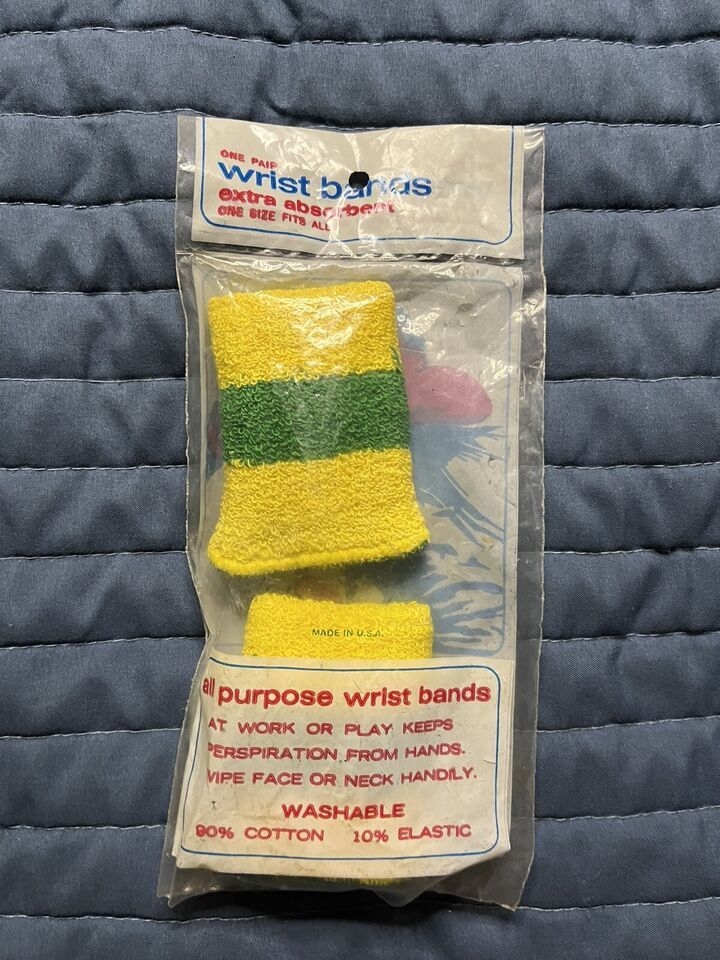 ONE PAIR
wrist bands
extra absorbent
ONE SIZE FITS ALL
MADE IN U.S.A.
all purpose wrist bands
AT WORK OR PLAY KEEPS
PERSPIRATION FROM HANDS.
WIPE FACE OR NECK HANDILY.
WASHABLE
90% COTTON 10% ELASTIC